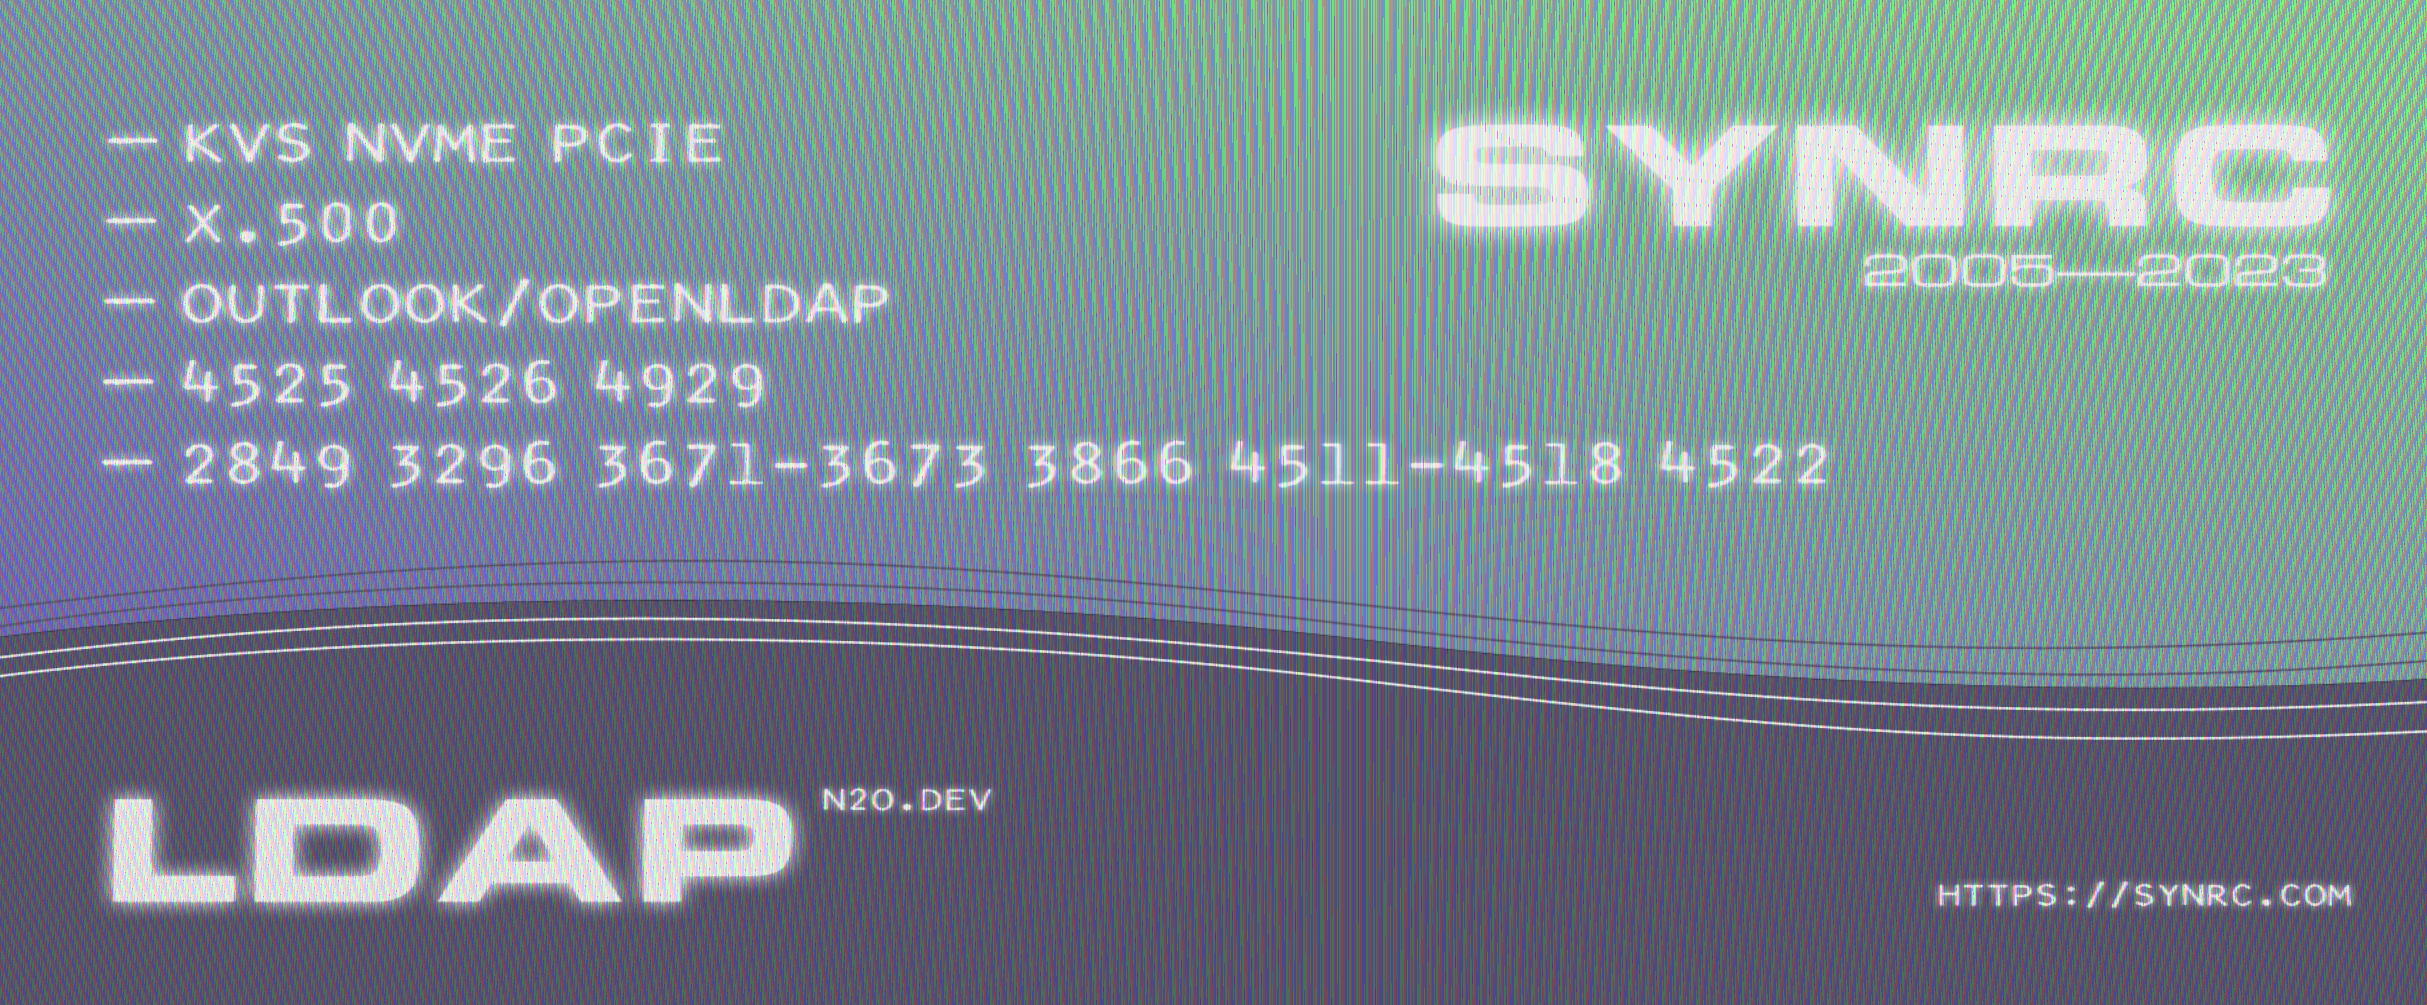 — KVS NVME PCIE
— X.500
— OUTLOOK/OPENLDAP
— 4525 4526 4929
— 2849 3296 3671-3673 3866 4511-4518 4522
SYNRC
2005—2023
LDAP
N2O.DEV
HTTPS://SYNRC.COM